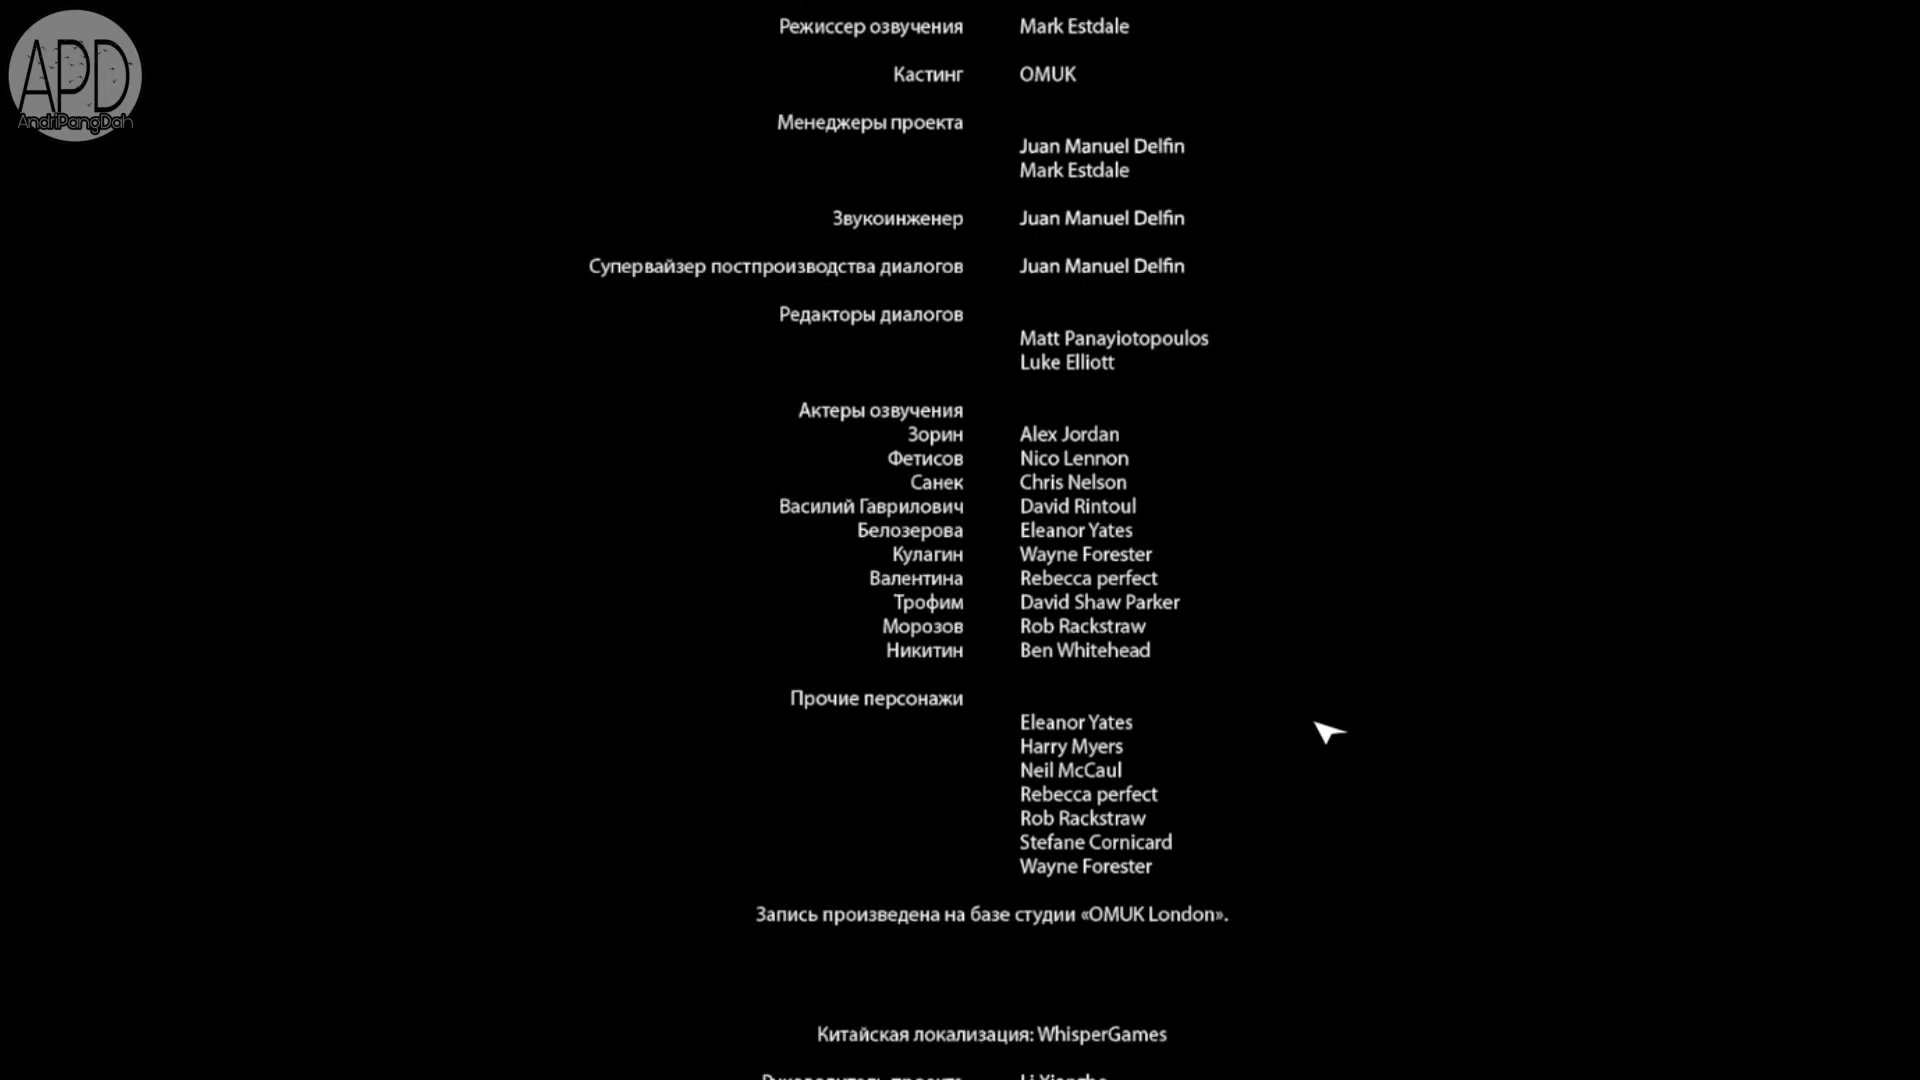 APD
AndriPangDah
Режиссер озвучения Mark Estdale
Кастинг OMUK
Менеджеры проекта
Juan Manuel Delfin
Mark Estdale
Звукоинженер Juan Manuel Delfin
Супервайзер постпроизводства диалогов Juan Manuel Delfin
Редакторы диалогов
Matt Panayiotopoulos
Luke Elliott
Актеры озвучения
Зорин Alex Jordan
Фетисов Nico Lennon
Санек Chris Nelson
Василий Гаврилович David Rintoul
Белозерова Eleanor Yates
Кулагин Wayne Forester
Валентина Rebecca perfect
Трофим David Shaw Parker
Морозов Rob Rackstraw
Никитин Ben Whitehead
Прочие персонажи
Eleanor Yates
Harry Myers
Neil McCaul
Rebecca perfect
Rob Rackstraw
Stefane Cornicard
Wayne Forester
Запись произведена на базе студии «OMUK London».
Китайская локализация: WhisperGames